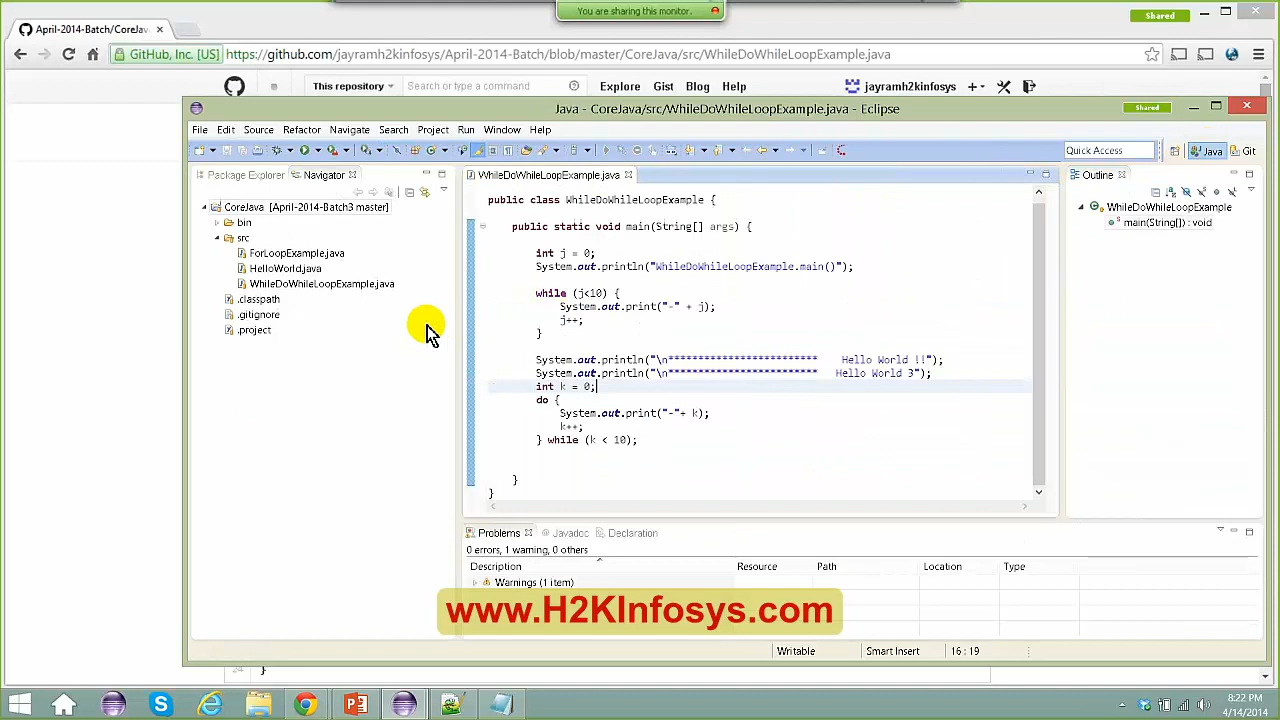 You are sharing this monitor.
April-2014-Batch/CoreJav
Shared
GitHub, Inc. [US] https://github.com/jayramh2kinfosys/April-2014-Batch/blob/master/CoreJava/src/WhileDoWhileLoopExample.java
This repository Search or type a command Explore Gist Blog Help jayramh2kinfosys
Java - CoreJava/src/WhileDoWhileLoopExample.java - Eclipse
Shared
File Edit Source Refactor Navigate Search Project Run Window Help
Quick Access Java Git
Package Explorer Navigator
CoreJava [April-2014-Batch3 master]
bin
src
ForLoopExample.java
HelloWorld.java
WhileDoWhileLoopExample.java
.classpath
.gitignore
.project
WhileDoWhileLoopExample.java
public class WhileDoWhileLoopExample {
public static void main(String[] args) {
int j = 0;
System.out.println("WhileDoWhileLoopExample.main()");
while (j<10) {
System.out.print("-" + j);
j++;
}
System.out.println("\n************************* Hello World !!");
System.out.println("\n************************* Hello World 3");
int k = 0;
do {
System.out.print("-"+ k);
k++;
} while (k < 10);
}
}
Outline
WhileDoWhileLoopExample
main(String[]) : void
Problems Javadoc Declaration
0 errors, 1 warning, 0 others
Description Resource Path Location Type
Warnings (1 item)
www.H2KInfosys.com
Writable Smart Insert 16 : 19
24 }
8:22 PM
4/14/2014